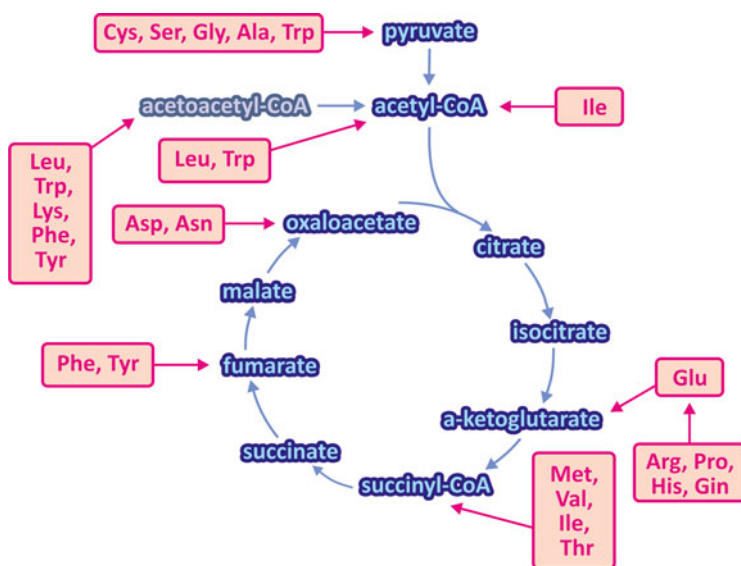 Cys, Ser, Gly, Ala, Trp
pyruvate
acetoacetyl-CoA
acetyl-CoA
Ile
Leu,
Trp,
Lys,
Phe,
Tyr
Leu, Trp
Asp, Asn
oxaloacetate
citrate
malate
isocitrate
Phe, Tyr
fumarate
Glu
a-ketoglutarate
succinate
Arg, Pro,
His, Gin
succinyl-CoA
Met,
Val,
Ile,
Thr